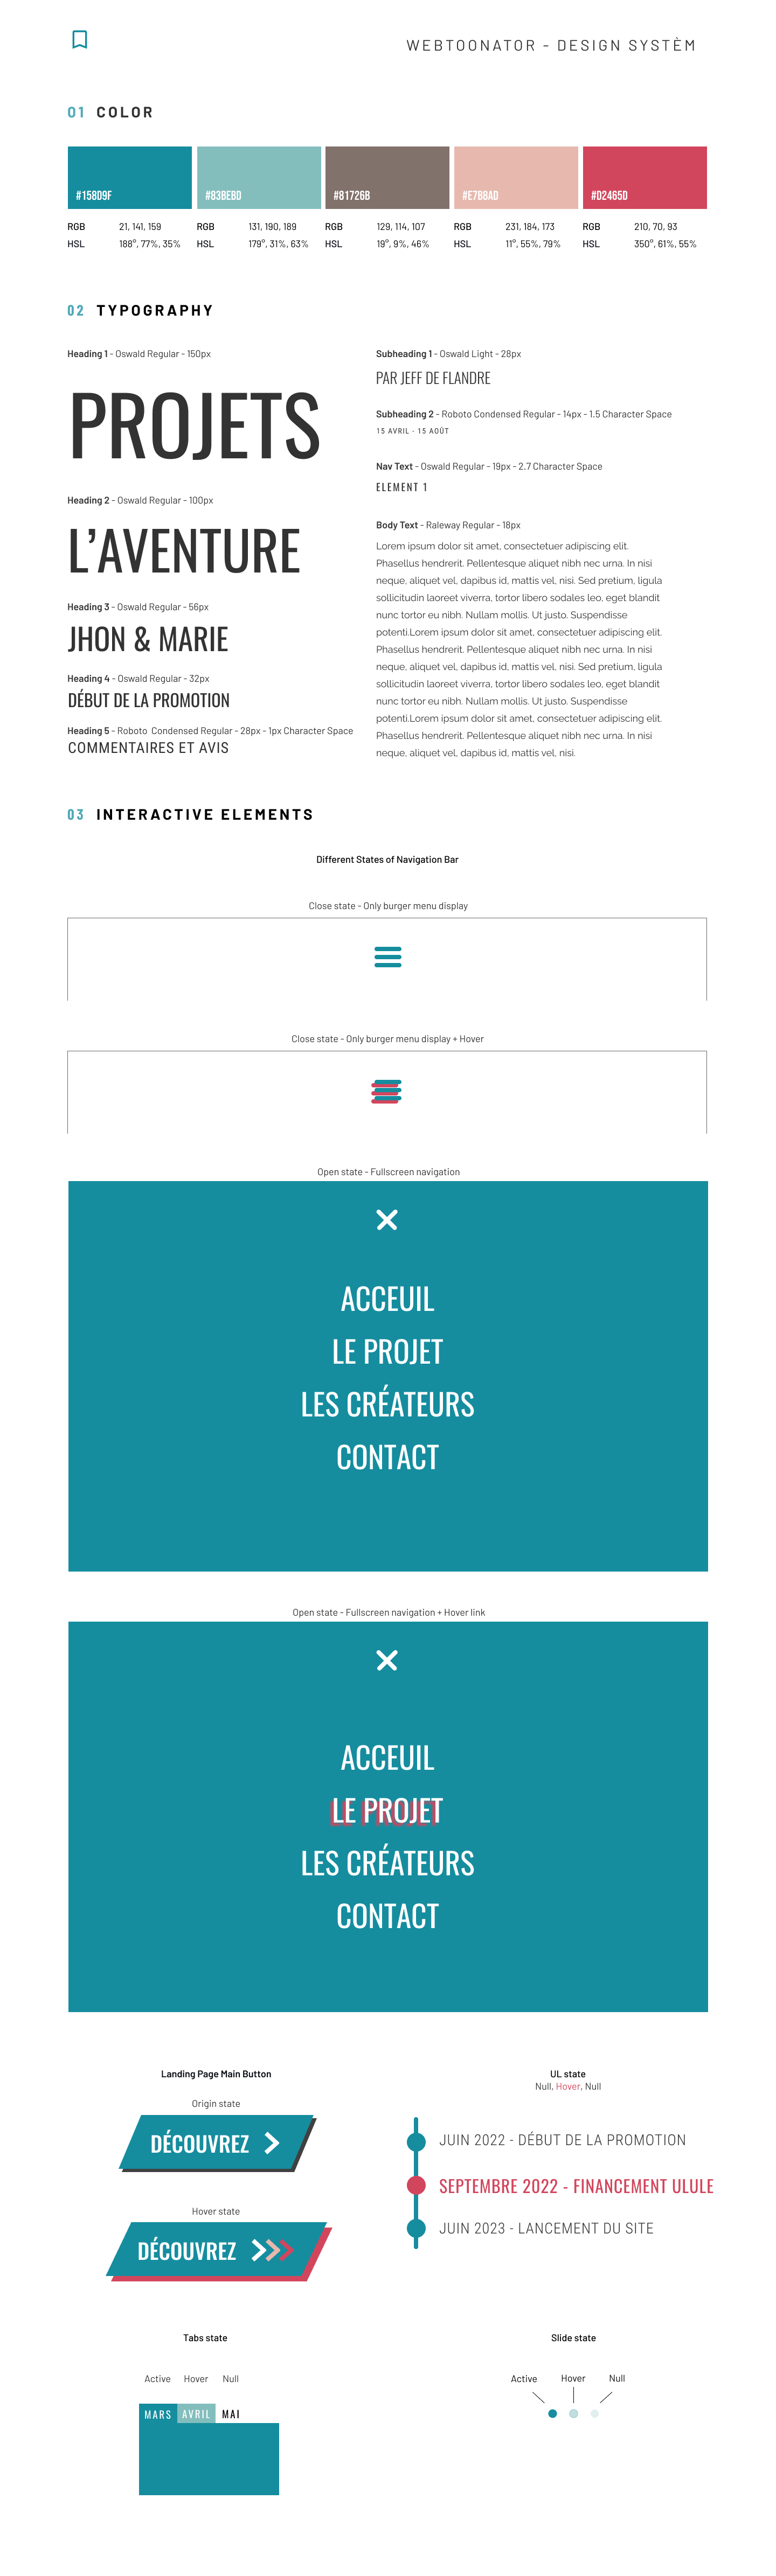 WEBTOONATOR - DESIGN SYSTÈM
01 COLOR
#158D9F
#83BEBD
#81726B
#E7B8AD
#D2465D
RGB 21, 141, 159
HSL 188°, 77%, 35%
RGB 131, 190, 189
HSL 179°, 31%, 63%
RGB 129, 114, 107
HSL 19°, 9%, 46%
RGB 231, 184, 173
HSL 11°, 55%, 79%
RGB 210, 70, 93
HSL 350°, 61%, 55%
02 TYPOGRAPHY
Heading 1 - Oswald Regular - 150px
PROJETS
Heading 2 - Oswald Regular - 100px
L’AVENTURE
Heading 3 - Oswald Regular - 56px
JHON & MARIE
Heading 4 - Oswald Regular - 32px
DÉBUT DE LA PROMOTION
Heading 5 - Roboto Condensed Regular - 28px - 1px Character Space
COMMENTAIRES ET AVIS
Subheading 1 - Oswald Light - 28px
PAR JEFF DE FLANDRE
Subheading 2 - Roboto Condensed Regular - 14px - 1.5 Character Space
15 AVRIL - 15 AOÛT
Nav Text - Oswald Regular - 19px - 2.7 Character Space
ELEMENT 1
Body Text - Raleway Regular - 18px
Lorem ipsum dolor sit amet, consectetuer adipiscing elit.
Phasellus hendrerit. Pellentesque aliquet nibh nec urna. In nisi
neque, aliquet vel, dapibus id, mattis vel, nisi. Sed pretium, ligula
sollicitudin laoreet viverra, tortor libero sodales leo, eget blandit
nunc tortor eu nibh. Nullam mollis. Ut justo. Suspendisse
potenti.Lorem ipsum dolor sit amet, consectetuer adipiscing elit.
Phasellus hendrerit. Pellentesque aliquet nibh nec urna. In nisi
neque, aliquet vel, dapibus id, mattis vel, nisi. Sed pretium, ligula
sollicitudin laoreet viverra, tortor libero sodales leo, eget blandit
nunc tortor eu nibh. Nullam mollis. Ut justo. Suspendisse
potenti.Lorem ipsum dolor sit amet, consectetuer adipiscing elit.
Phasellus hendrerit. Pellentesque aliquet nibh nec urna. In nisi
neque, aliquet vel, dapibus id, mattis vel, nisi.
03 INTERACTIVE ELEMENTS
Different States of Navigation Bar
Close state - Only burger menu display
Close state - Only burger menu display + Hover
Open state - Fullscreen navigation
ACCEUIL
LE PROJET
LES CRÉATEURS
CONTACT
Open state - Fullscreen navigation + Hover link
ACCEUIL
LE PROJET
LES CRÉATEURS
CONTACT
Landing Page Main Button
Origin state
DÉCOUVREZ
Hover state
DÉCOUVREZ
UL state
Null, Hover, Null
JUIN 2022 - DÉBUT DE LA PROMOTION
SEPTEMBRE 2022 - FINANCEMENT ULULE
JUIN 2023 - LANCEMENT DU SITE
Tabs state
Active Hover Null
MARS AVRIL MAI
Slide state
Active Hover Null